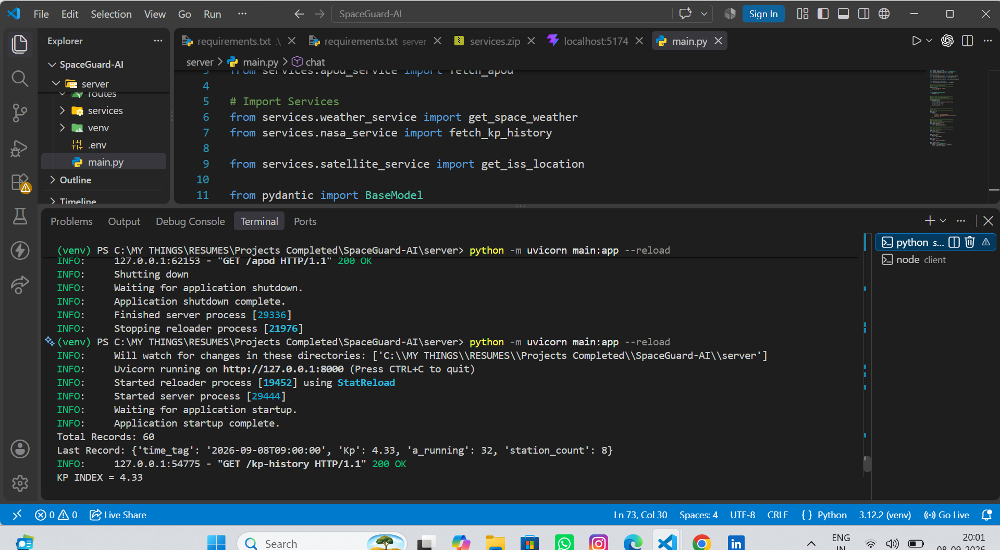 File Edit Selection View Go Run ... SpaceGuard-AI Sign In
Explorer ...
requirements.txt .\ requirements.txt server services.zip localhost:5174 main.py
SpaceGuard-AI
server
routes
services
venv
.env
main.py
Outline
Timeline
server > main.py > chat
3 from services.apod_service import fetch_apod
4
5 # Import Services
6 from services.weather_service import get_space_weather
7 from services.nasa_service import fetch_kp_history
8
9 from services.satellite_service import get_iss_location
10
11 from pydantic import BaseModel
Problems Output Debug Console Terminal Ports
(venv) PS C:\MY THINGS\RESUMES\Projects Completed\SpaceGuard-AI\server> python -m uvicorn main:app --reload
INFO: 127.0.0.1:62153 - "GET /apod HTTP/1.1" 200 OK
INFO: Shutting down
INFO: Waiting for application shutdown.
INFO: Application shutdown complete.
INFO: Finished server process [29336]
INFO: Stopping reloader process [21976]
(venv) PS C:\MY THINGS\RESUMES\Projects Completed\SpaceGuard-AI\server> python -m uvicorn main:app --reload
INFO: Will watch for changes in these directories: ['C:\\MY THINGS\\RESUMES\\Projects Completed\\SpaceGuard-AI\\server']
INFO: Uvicorn running on http://127.0.0.1:8000 (Press CTRL+C to quit)
INFO: Started reloader process [19452] using StatReload
INFO: Started server process [29444]
INFO: Waiting for application startup.
INFO: Application startup complete.
Total Records: 60
Last Record: {'time_tag': '2026-09-08T09:00:00', 'Kp': 4.33, 'a_running': 32, 'station_count': 8}
INFO: 127.0.0.1:54775 - "GET /kp-history HTTP/1.1" 200 OK
KP INDEX = 4.33
python s...
node client
0 0 Live Share Ln 73, Col 30 Spaces: 4 UTF-8 CRLF { } Python 3.12.2 (venv) Go Live
Search
ENG
IN
20:01
08-09-2026